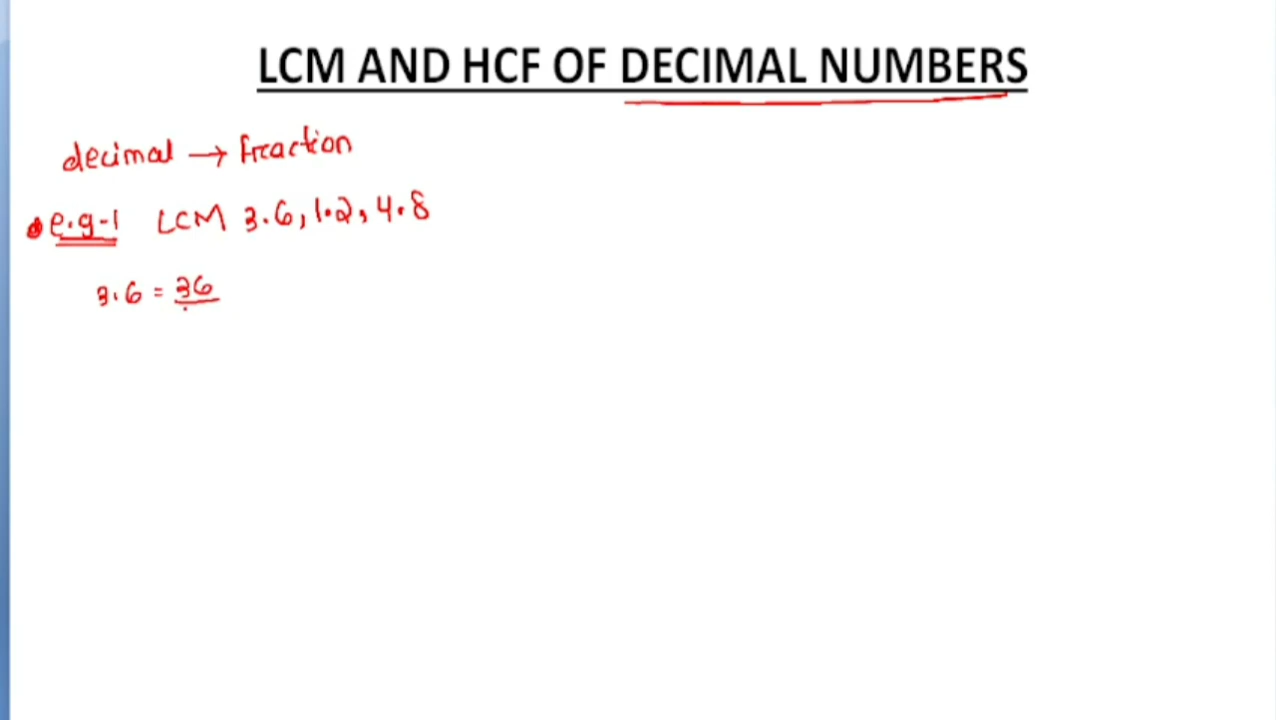 LCM AND HCF OF DECIMAL NUMBERS
decimal → fraction
e.g-1 LCM 3.6, 1.2, 4.8
3.6 = 36